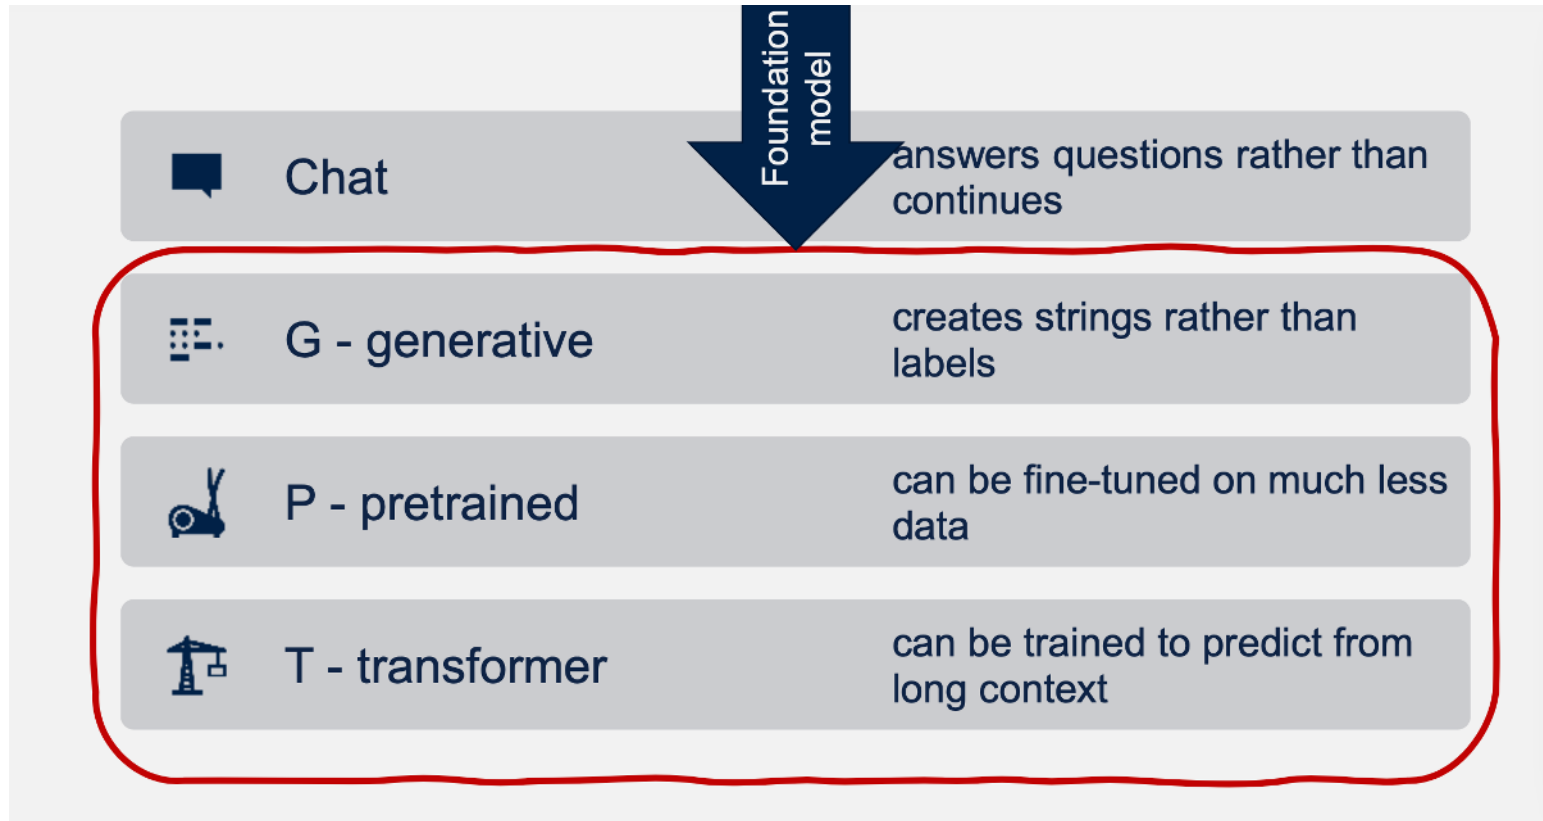 Foundation
model
Chat
answers questions rather than
continues
G - generative
creates strings rather than
labels
P - pretrained
can be fine-tuned on much less
data
T - transformer
can be trained to predict from
long context